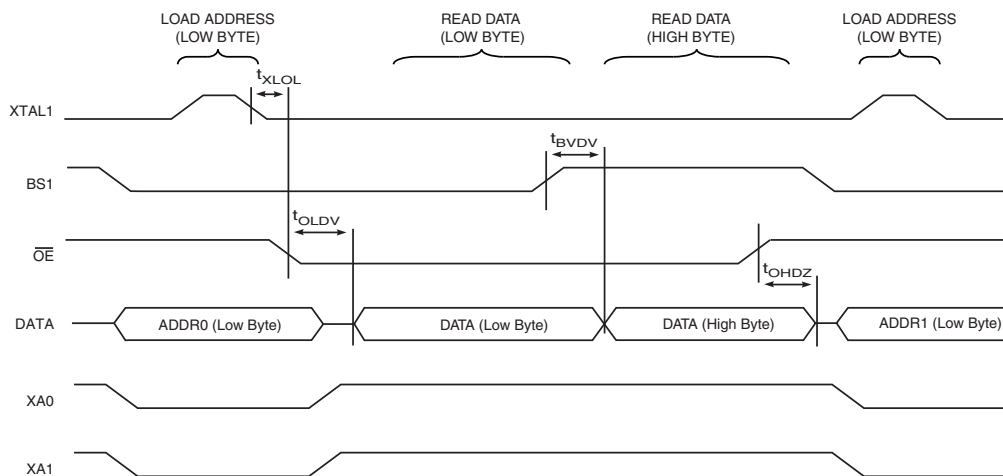 LOAD ADDRESS
(LOW BYTE)
READ DATA
(LOW BYTE)
READ DATA
(HIGH BYTE)
LOAD ADDRESS
(LOW BYTE)
tXLOL
XTAL1
tBVDV
BS1
tOLDV
OE
tOHDZ
DATA
ADDR0 (Low Byte)
DATA (Low Byte)
DATA (High Byte)
ADDR1 (Low Byte)
XA0
XA1